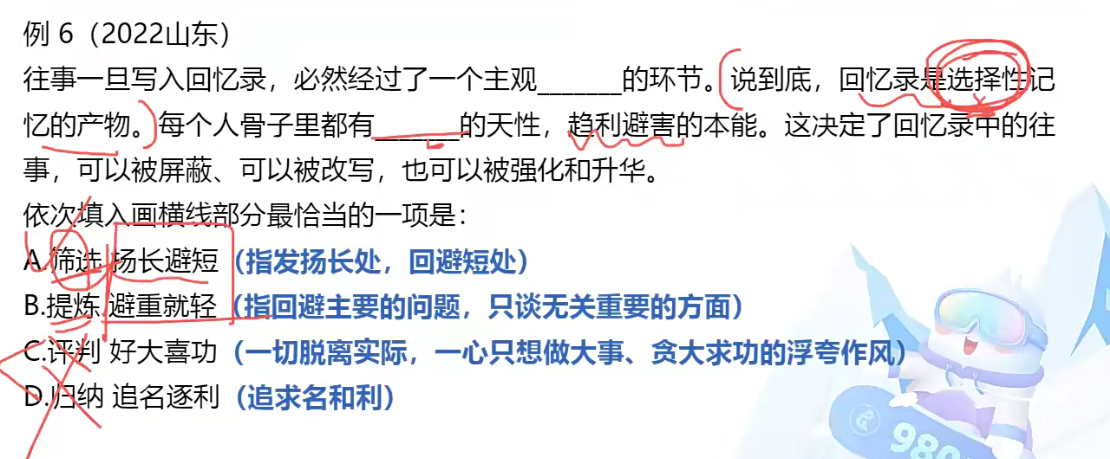 例 6（2022山东）
往事一旦写入回忆录，必然经过了一个主观______的环节。说到底，回忆录是选择性记
忆的产物。每个人骨子里都有______的天性，趋利避害的本能。这决定了回忆录中的往
事，可以被屏蔽、可以被改写，也可以被强化和升华。
依次填入画横线部分最恰当的一项是：
A.筛选 扬长避短（指发扬长处，回避短处）
B.提炼 避重就轻（指回避主要的问题，只谈无关重要的方面）
C.评判 好大喜功（一切脱离实际，一心只想做大事、贪大求功的浮夸作风）
D.归纳 追名逐利（追求名和利）
980